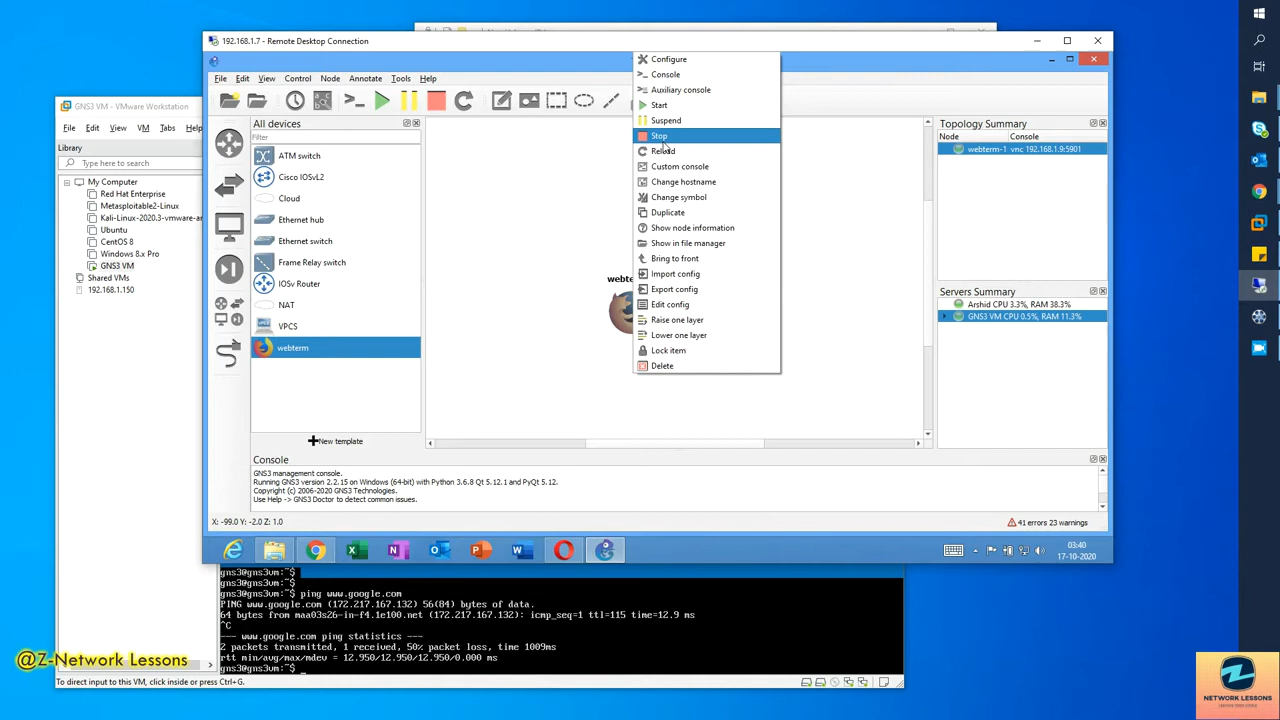 192.168.1.7 - Remote Desktop Connection
File Edit View Control Node Annotate Tools Help
GNS3 VM - VMware Workstation
File Edit View VM Tabs
Library
Type here to search
My Computer
Red Hat Enterprise
Metasploitable2-Linux
Kali-Linux-2020.3-vmware-a
Ubuntu
CentOS 8
Windows 8.x Pro
GNS3 VM
Shared VMs
192.168.1.150
All devices
Filter
ATM switch
Cisco IOSvL2
Cloud
Ethernet hub
Ethernet switch
Frame Relay switch
IOSv Router
NAT
VPCS
webterm
New template
webte
Configure
Console
Auxiliary console
Start
Suspend
Stop
Reload
Custom console
Change hostname
Change symbol
Duplicate
Show node information
Show in file manager
Bring to front
Import config
Export config
Edit config
Raise one layer
Lower one layer
Lock item
Delete
Topology Summary
Node Console
webterm-1 vnc 192.168.1.9:5901
Servers Summary
Arshid CPU 3.3%, RAM 38.3%
GNS3 VM CPU 0.5%, RAM 11.3%
Console
GNS3 management console.
Running GNS3 version 2.2.15 on Windows (64-bit) with Python 3.6.8 Qt 5.12.1 and PyQt 5.12.
Copyright (c) 2006-2020 GNS3 Technologies.
Use Help -> GNS3 Doctor to detect common issues.
X: -99.0 Y: -2.0 Z: 1.0
41 errors 23 warnings
03:40
17-10-2020
gns3@gns3vm:~$
gns3@gns3vm:~$
gns3@gns3vm:~$ ping www.google.com
PING www.google.com (172.217.167.132) 56(84) bytes of data.
64 bytes from maa03s26-in-f4.1e100.net (172.217.167.132): icmp_seq=1 ttl=115 time=12.9 ms
^C
--- www.google.com ping statistics ---
2 packets transmitted, 1 received, 50% packet loss, time 1009ms
rtt min/avg/max/mdev = 12.950/12.950/12.950/0.000 ms
gns3@gns3vm:~$ _
To direct input to this VM, click inside or press Ctrl+G.
@Z-Network Lessons
NETWORK LESSONS